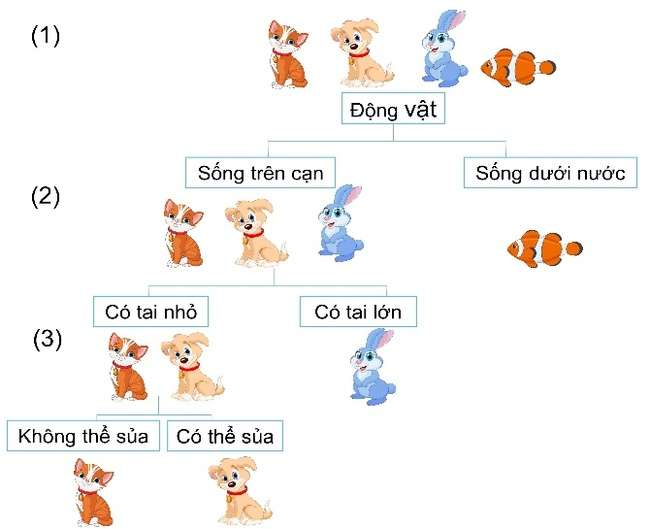 (1)
Động vật
Sống trên cạn
Sống dưới nước
(2)
Có tai nhỏ
Có tai lớn
(3)
Không thể sủa
Có thể sủa